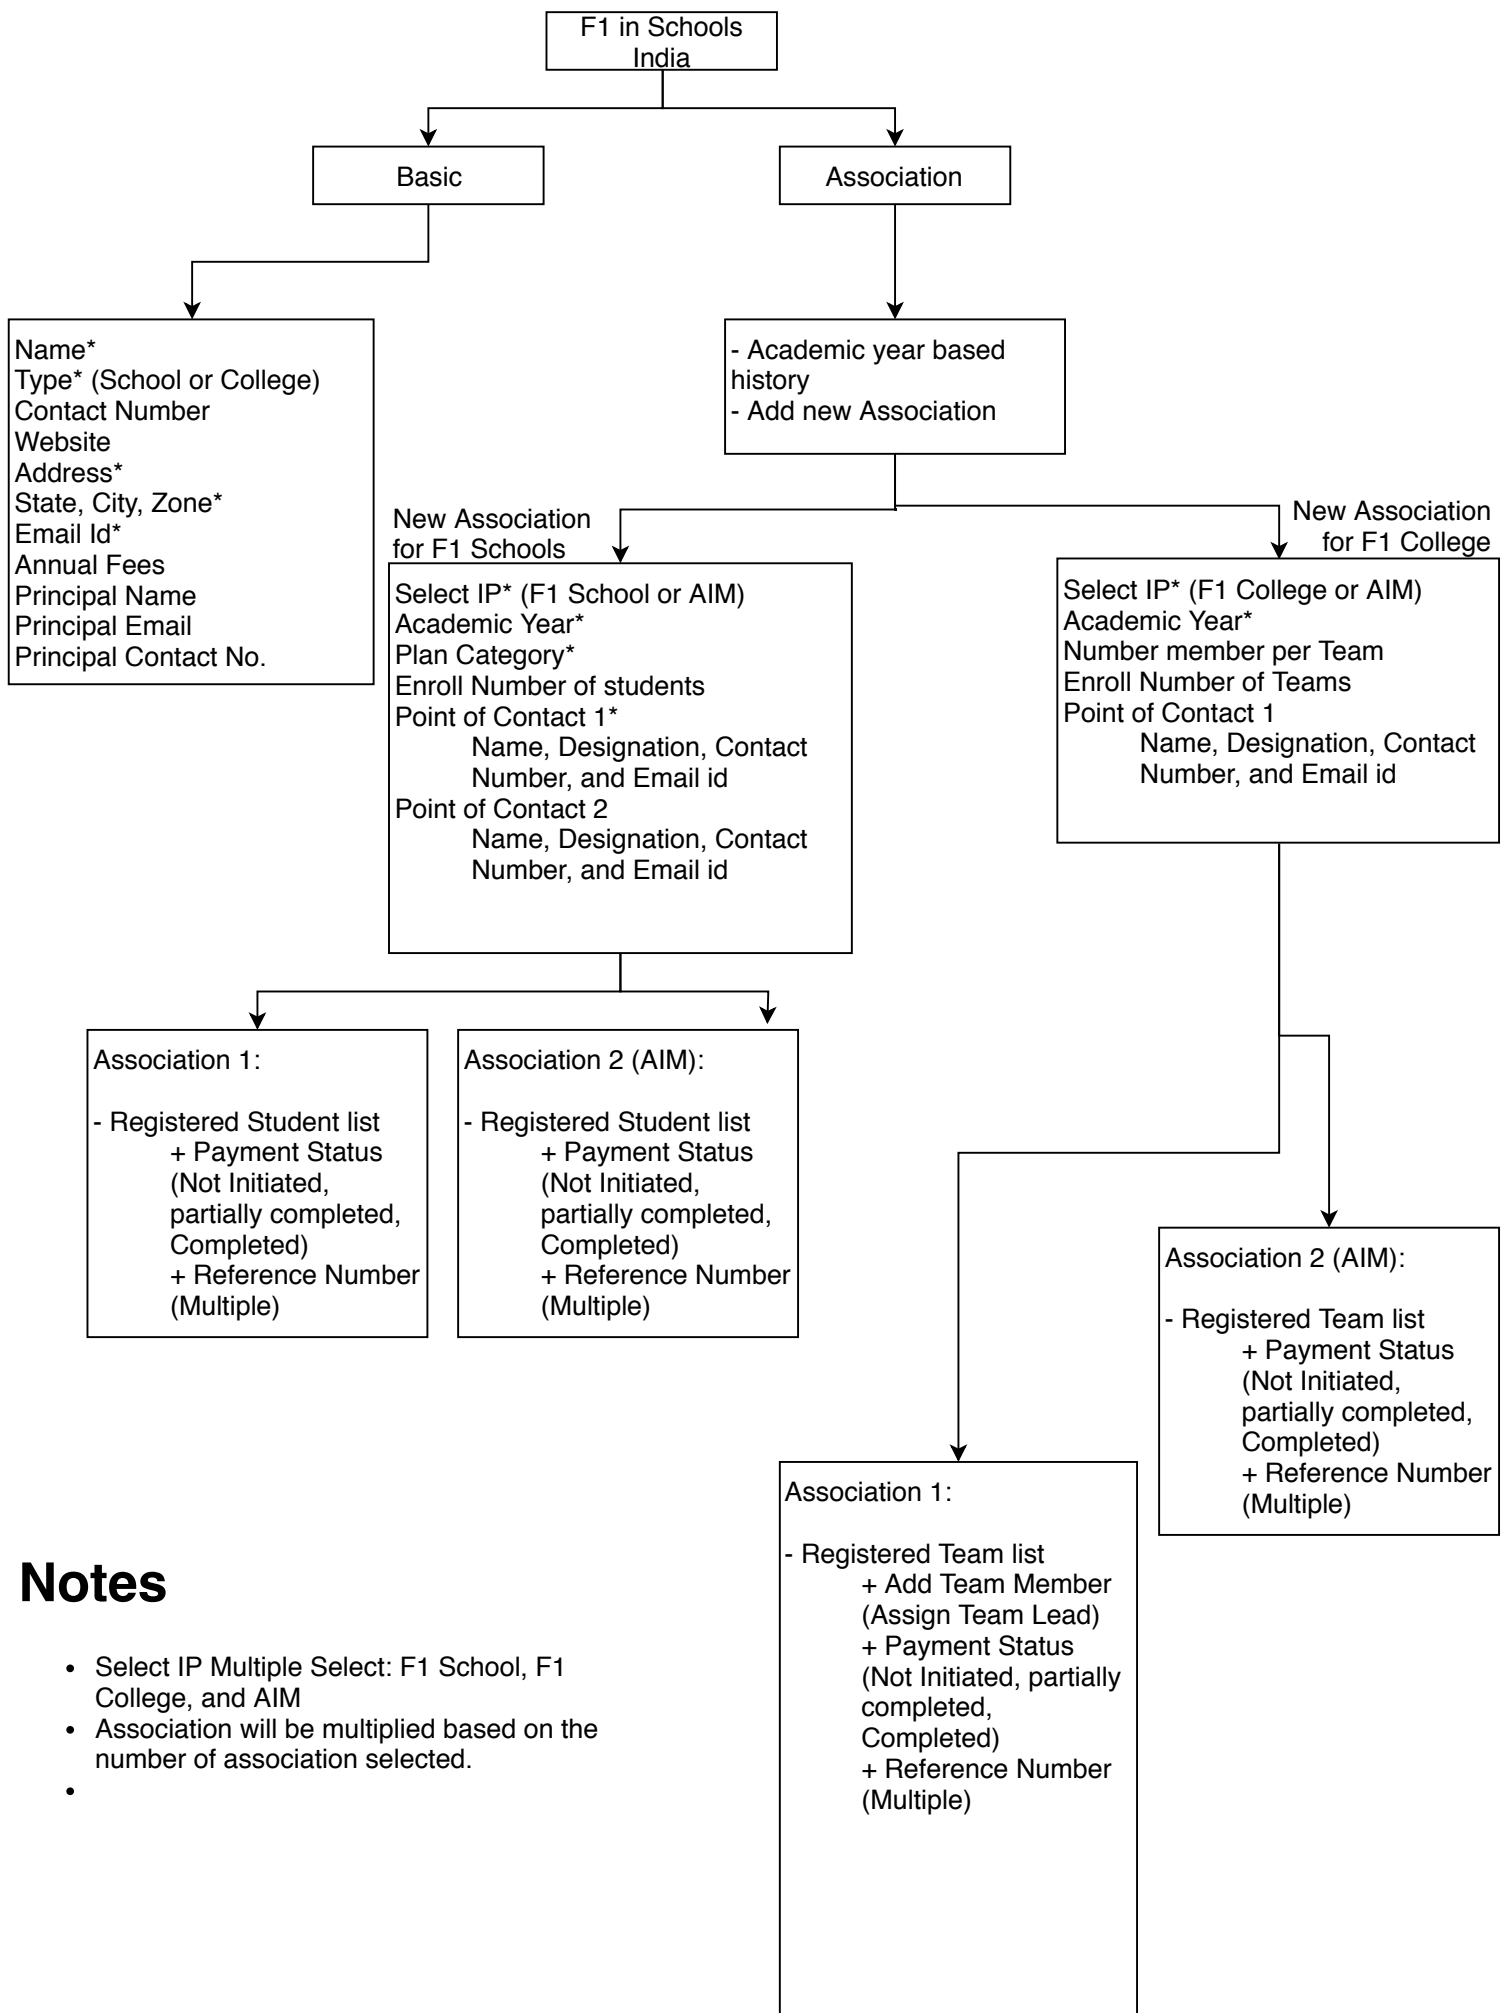 F1 in Schools
India
Basic
Association
Name*
Type* (School or College)
Contact Number
Website
Address*
State, City, Zone*
Email Id*
Annual Fees
Principal Name
Principal Email
Principal Contact No.
- Academic year based
history
- Add new Association
New Association
for F1 Schools
Select IP* (F1 School or AIM)
Academic Year*
Plan Category*
Enroll Number of students
Point of Contact 1*
Name, Designation, Contact
Number, and Email id
Point of Contact 2
Name, Designation, Contact
Number, and Email id
New Association
for F1 College
Select IP* (F1 College or AIM)
Academic Year*
Number member per Team
Enroll Number of Teams
Point of Contact 1
Name, Designation, Contact
Number, and Email id
Association 1:
- Registered Student list
+ Payment Status
(Not Initiated,
partially completed,
Completed)
+ Reference Number
(Multiple)
Association 2 (AIM):
- Registered Student list
+ Payment Status
(Not Initiated,
partially completed,
Completed)
+ Reference Number
(Multiple)
Association 2 (AIM):
- Registered Team list
+ Payment Status
(Not Initiated,
partially completed,
Completed)
+ Reference Number
(Multiple)
Association 1:
- Registered Team list
+ Add Team Member
(Assign Team Lead)
+ Payment Status
(Not Initiated, partially
completed,
Completed)
+ Reference Number
(Multiple)
Notes
• Select IP Multiple Select: F1 School, F1
College, and AIM
• Association will be multiplied based on the
number of association selected.
•